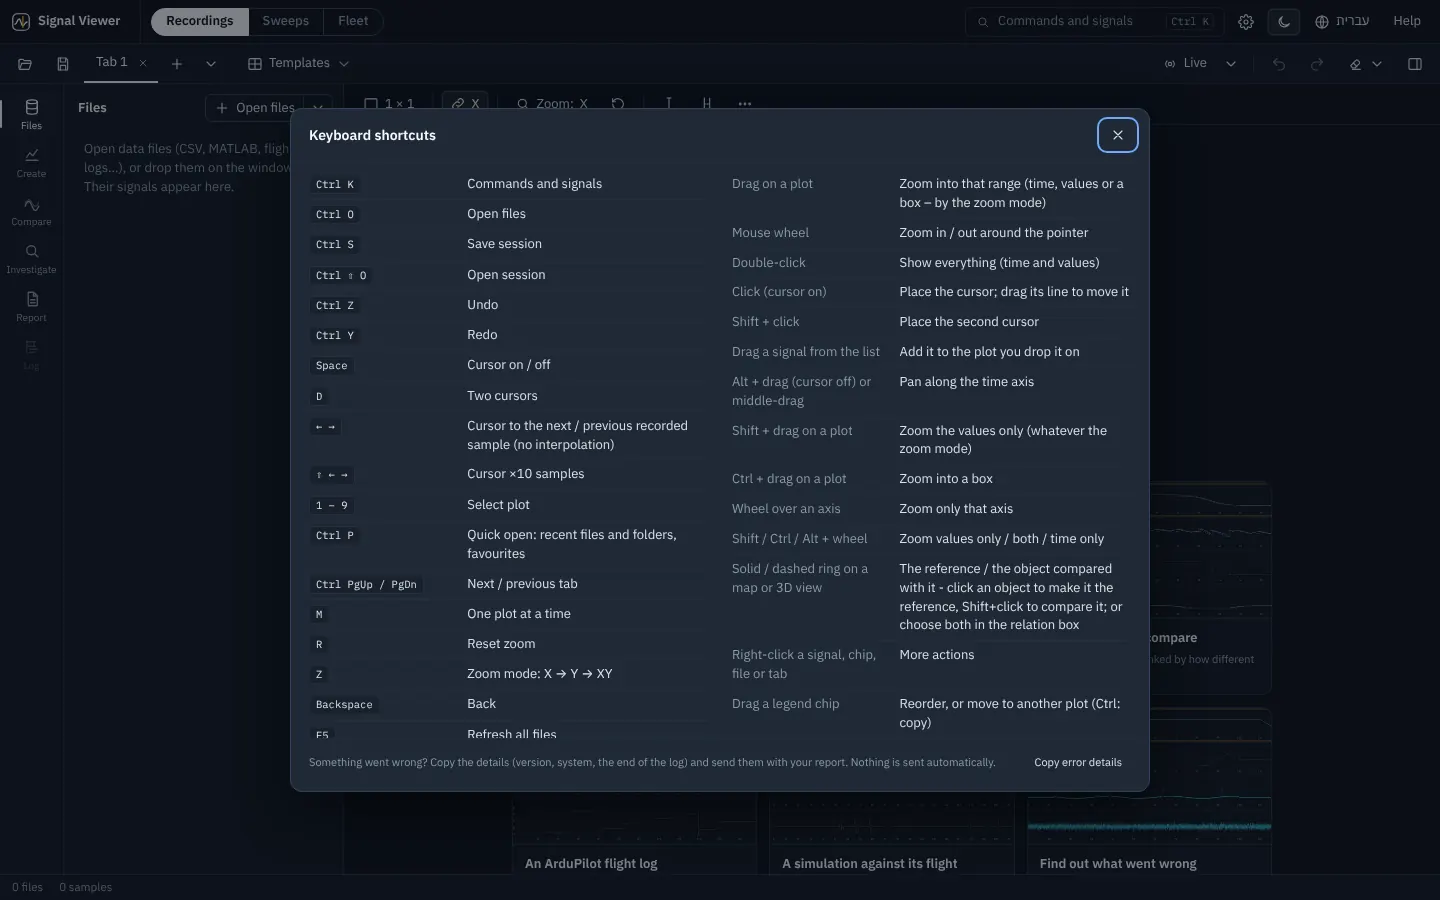 Signal Viewer
Recordings
Sweeps
Fleet
Commands and signals
Ctrl K
עברית
Help
Tab 1
Templates
Live
Files
Create
Compare
Investigate
Report
Log
Files
Open files
Open data files (CSV, MATLAB, fligh
logs...), or drop them on the window
Their signals appear here.
1 × 1
X
Zoom: X
Keyboard shortcuts
Ctrl K Commands and signals
Ctrl O Open files
Ctrl S Save session
Ctrl ⇧ O Open session
Ctrl Z Undo
Ctrl Y Redo
Space Cursor on / off
D Two cursors
← → Cursor to the next / previous recorded
sample (no interpolation)
⇧ ← → Cursor ×10 samples
1 – 9 Select plot
Ctrl P Quick open: recent files and folders,
favourites
Ctrl PgUp / PgDn Next / previous tab
M One plot at a time
R Reset zoom
Z Zoom mode: X → Y → XY
Backspace Back
F5 Refresh all files
Drag on a plot Zoom into that range (time, values or a
box – by the zoom mode)
Mouse wheel Zoom in / out around the pointer
Double-click Show everything (time and values)
Click (cursor on) Place the cursor; drag its line to move it
Shift + click Place the second cursor
Drag a signal from the list Add it to the plot you drop it on
Alt + drag (cursor off) or Pan along the time axis
middle-drag
Shift + drag on a plot Zoom the values only (whatever the
zoom mode)
Ctrl + drag on a plot Zoom into a box
Wheel over an axis Zoom only that axis
Shift / Ctrl / Alt + wheel Zoom values only / both / time only
Solid / dashed ring on a The reference / the object compared
map or 3D view with it - click an object to make it the
reference, Shift+click to compare it; or
choose both in the relation box
Right-click a signal, chip, More actions
file or tab
Drag a legend chip Reorder, or move to another plot (Ctrl:
copy)
Something went wrong? Copy the details (version, system, the end of the log) and send them with your report. Nothing is sent automatically.
Copy error details
compare
nked by how different
An ArduPilot flight log
A simulation against its flight
Find out what went wrong
0 files
0 samples